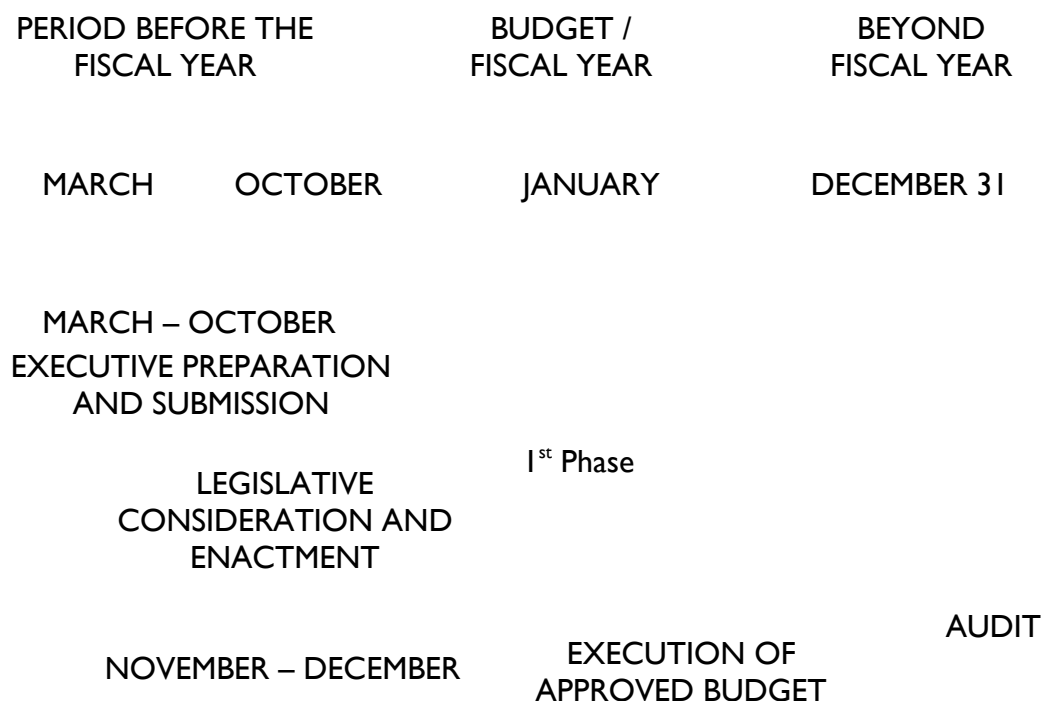 PERIOD BEFORE THE
FISCAL YEAR
BUDGET /
FISCAL YEAR
BEYOND
FISCAL YEAR
MARCH
OCTOBER
JANUARY
DECEMBER 31
MARCH – OCTOBER
EXECUTIVE PREPARATION
AND SUBMISSION
1st Phase
LEGISLATIVE
CONSIDERATION AND
ENACTMENT
AUDIT
NOVEMBER – DECEMBER
EXECUTION OF
APPROVED BUDGET